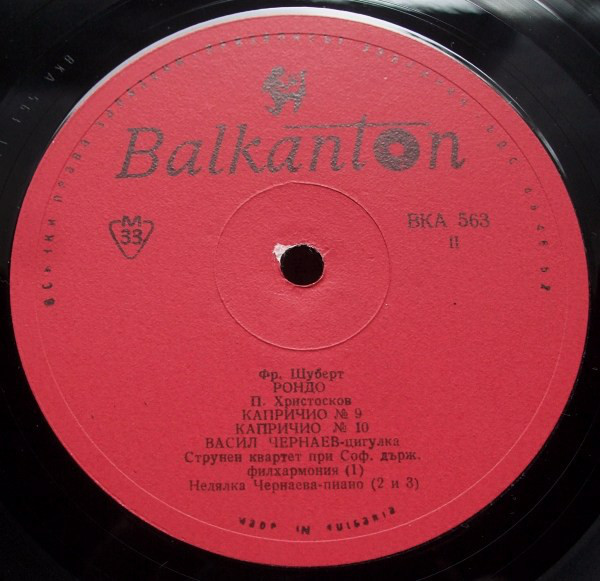 Balkanton
M
33
BKA 563
II
Фр. Шуберт
РОНДО
П. Христосков
КАПРИЧИО № 9
КАПРИЧИО № 10
ВАСИЛ ЧЕРНАЕВ-цигулка
Струнен квартет при Соф. държ.
филхармония (1)
Недялка Чернаева-пиано (2 и 3)
MADE IN BULGARIA